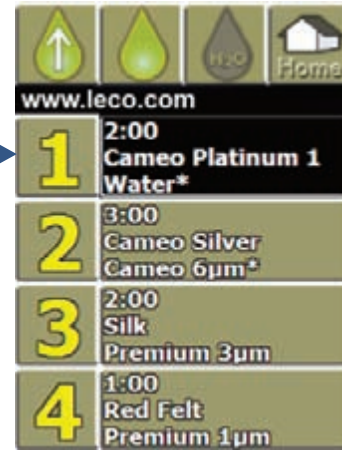 H2O
Home
www.leco.com
1
2:00
Cameo Platinum 1
Water*
2
3:00
Cameo Silver
Cameo 6µm*
3
2:00
Silk
Premium 3µm
4
1:00
Red Felt
Premium 1µm